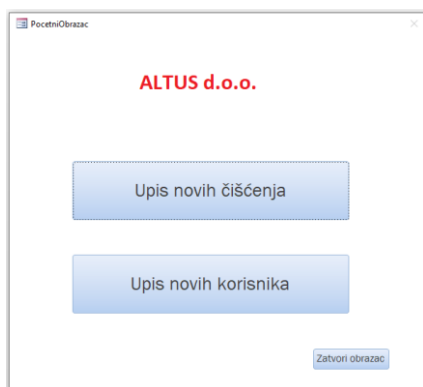 PocetniObrazac
ALTUS d.o.o.
Upis novih čišćenja
Upis novih korisnika
Zatvori obrazac